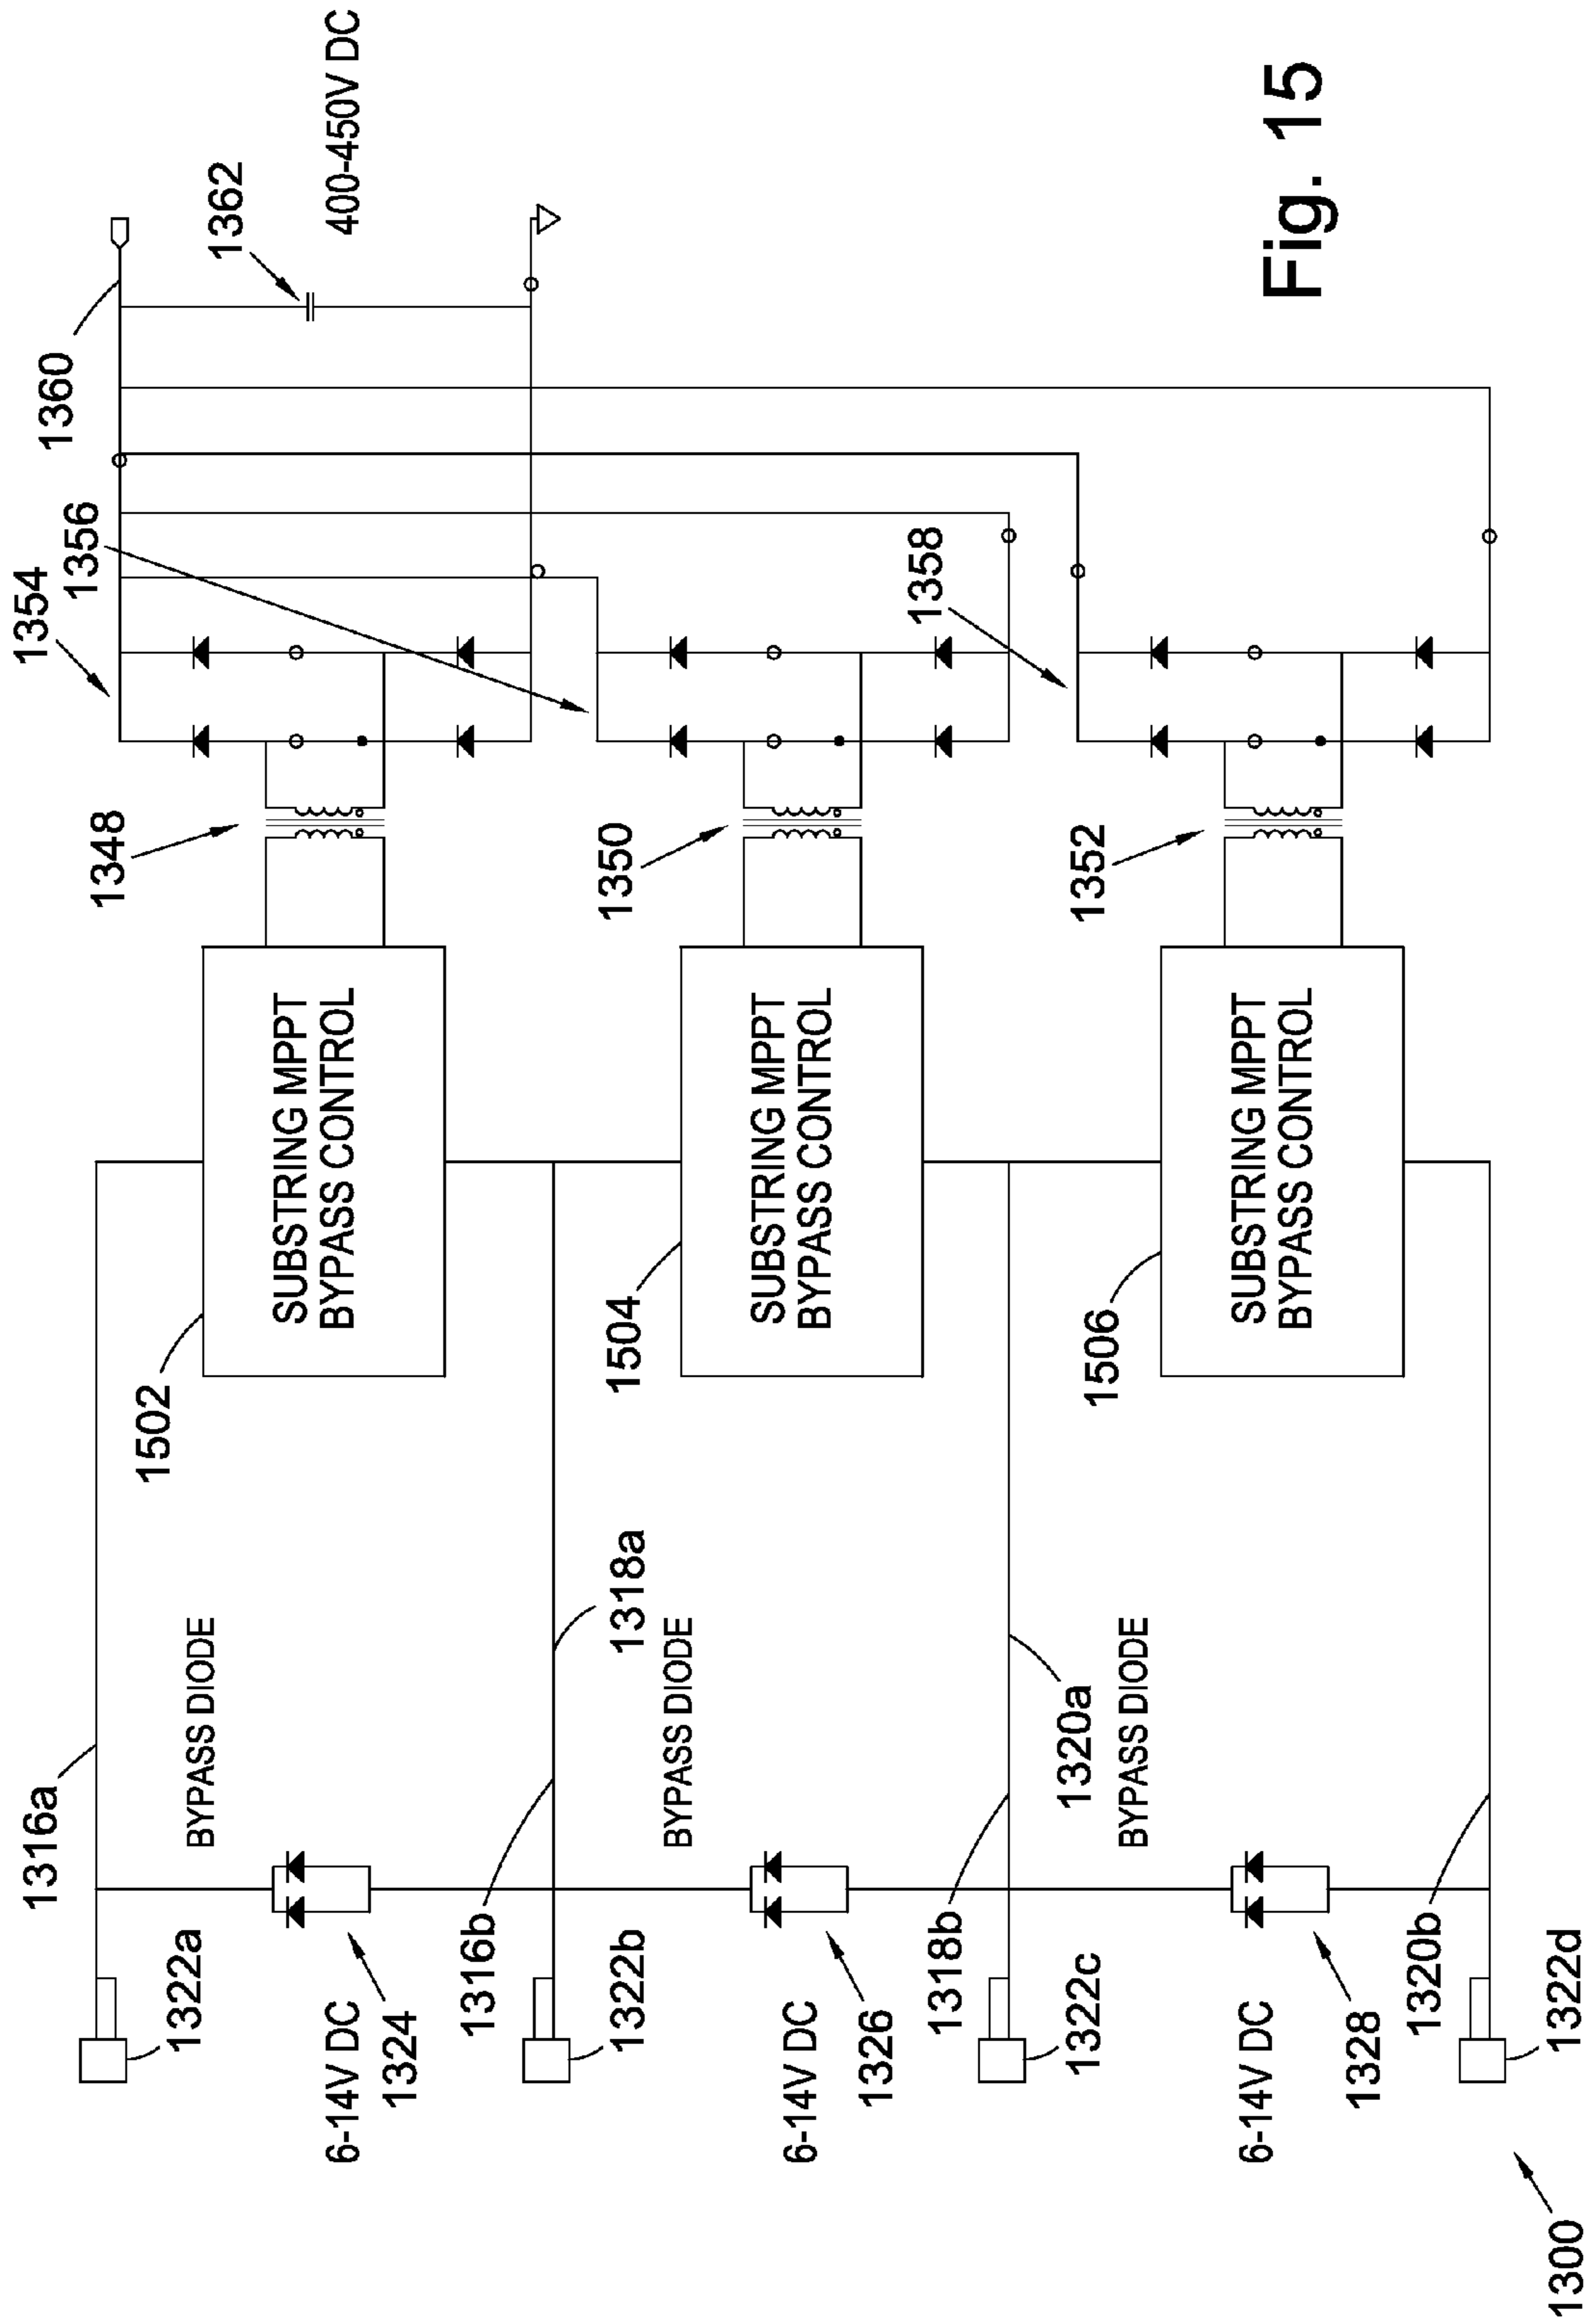 1300
1322a
1322b
1322c
1322d
6-14V DC
1324
6-14V DC
1326
6-14V DC
1328
1316a
BYPASS DIODE
1316b
1318a
BYPASS DIODE
1318b
1320a
BYPASS DIODE
1320b
1502
SUBSTRING MPPT
BYPASS CONTROL
1504
SUBSTRING MPPT
BYPASS CONTROL
1506
SUBSTRING MPPT
BYPASS CONTROL
1348
1350
1352
1354
1356
1358
1360
1362
400-450V DC
Fig. 15